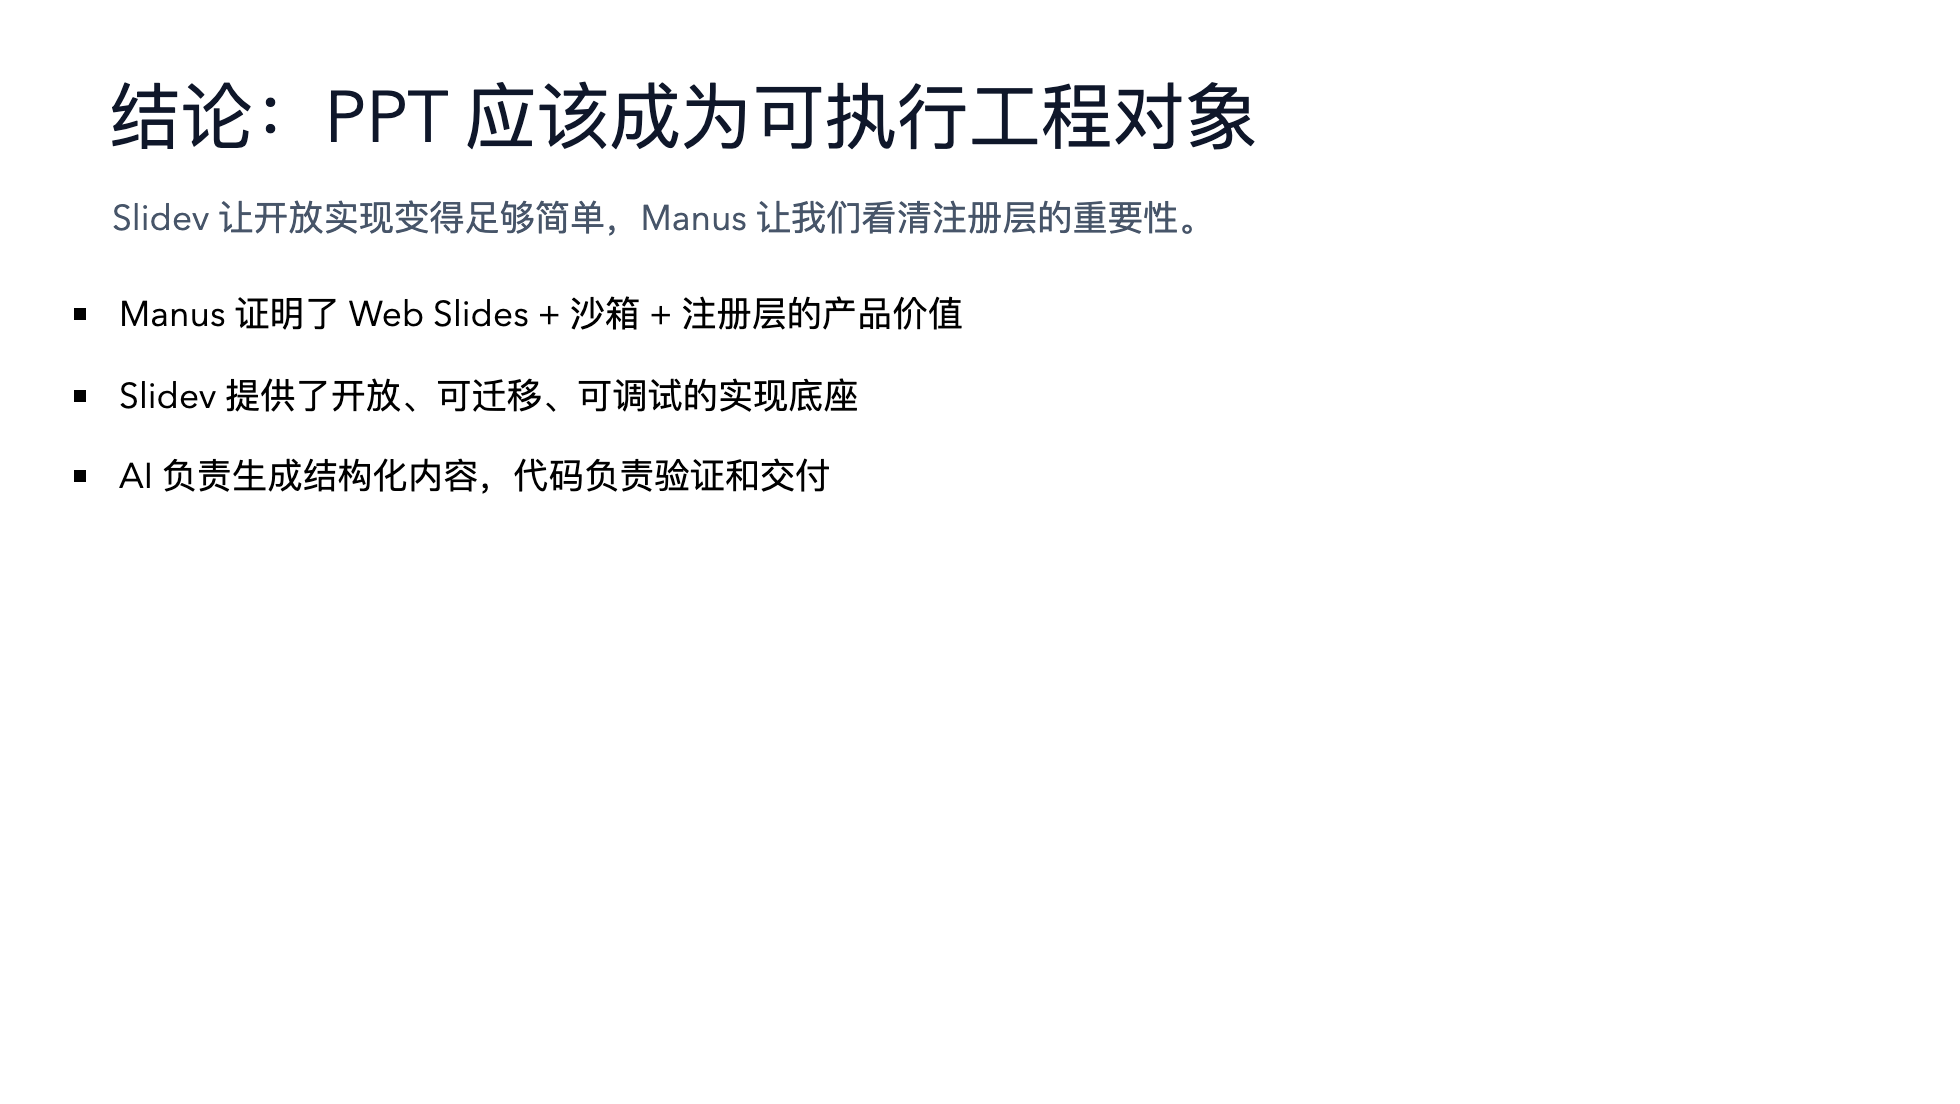 结论：PPT 应该成为可执行工程对象
Slidev 让开放实现变得足够简单，Manus 让我们看清注册层的重要性。
▪ Manus 证明了 Web Slides + 沙箱 + 注册层的产品价值
▪ Slidev 提供了开放、可迁移、可调试的实现底座
▪ AI 负责生成结构化内容，代码负责验证和交付